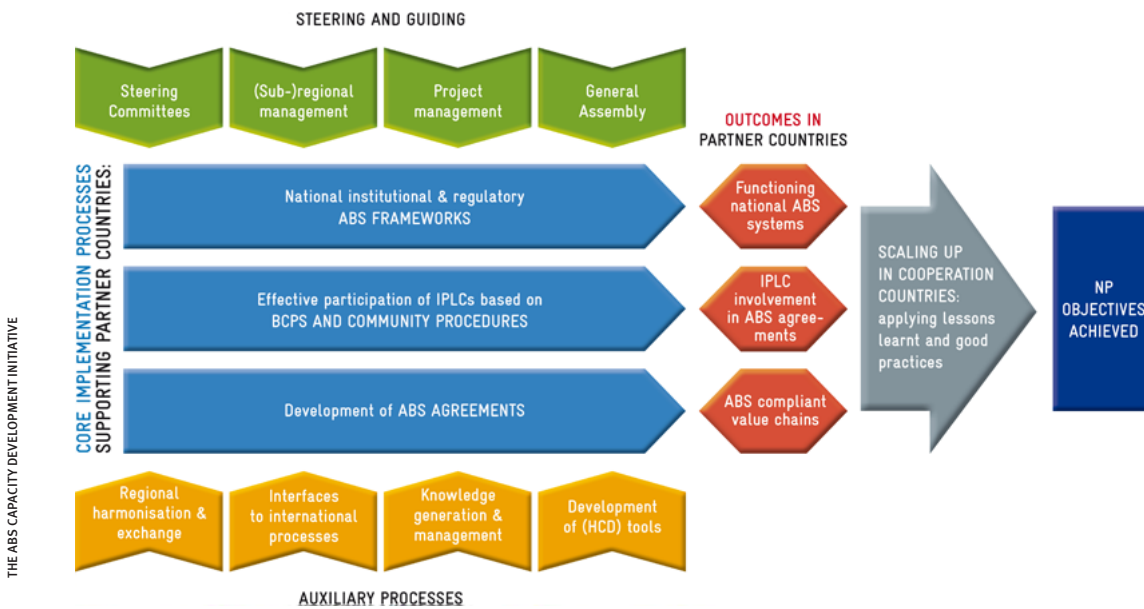 STEERING AND GUIDING
Steering
Committees
(Sub-)regional
management
Project
management
General
Assembly
OUTCOMES IN
PARTNER COUNTRIES
CORE IMPLEMENTATION PROCESSES
SUPPORTING PARTNER COUNTRIES:
National institutional & regulatory
ABS FRAMEWORKS
Functioning
national ABS
systems
Effective participation of IPLCs based on
BCPS AND COMMUNITY PROCEDURES
IPLC
involvement
in ABS agree-
ments
Development of ABS AGREEMENTS
ABS compliant
value chains
SCALING UP
IN COOPERATION
COUNTRIES:
applying lessons
learnt and good
practices
NP
OBJECTIVES
ACHIEVED
Regional
harmonisation &
exchange
Interfaces
to international
processes
Knowledge
generation &
management
Development
of (HCD) tools
AUXILIARY PROCESSES
THE ABS CAPACITY DEVELOPMENT INITIATIVE